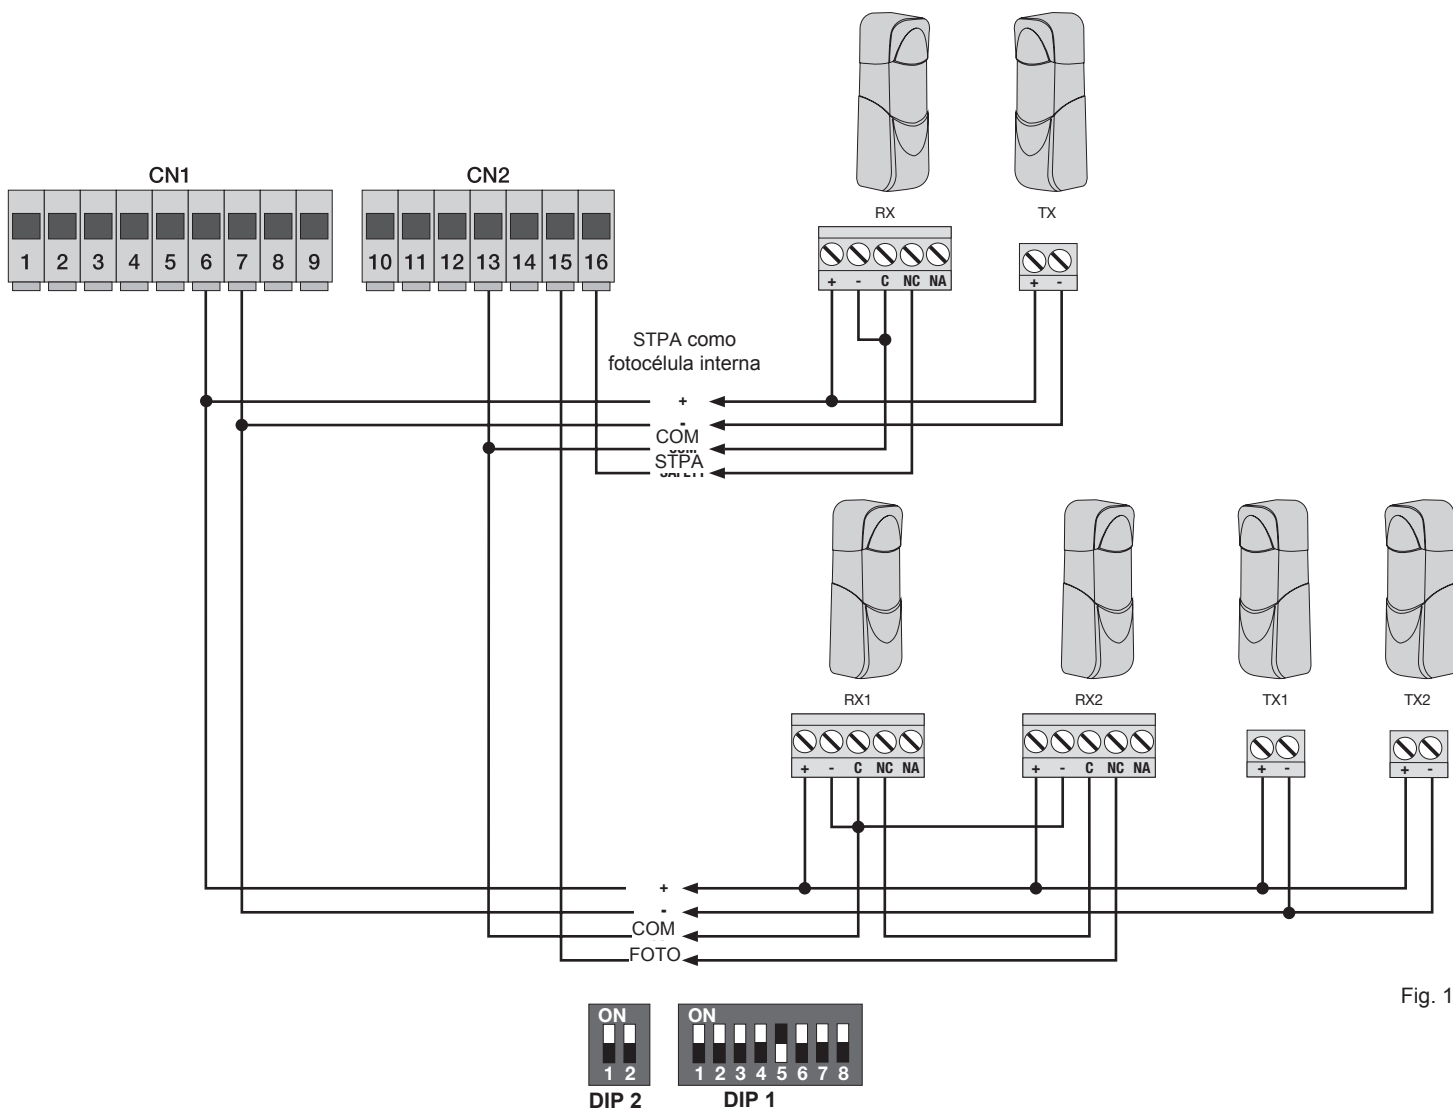 RX TX
CN1 CN2
1 2 3 4 5 6 7 8 9 10 11 12 13 14 15 16
+ - C NC NA + -
STPA como
fotocélula interna
+
-
COM
STPA
RX1 RX2 TX1 TX2
+ - C NC NA + - C NC NA + - + -
+
-
COM
FOTO
Fig. 1
ON ON
1 2 1 2 3 4 5 6 7 8
DIP 2 DIP 1